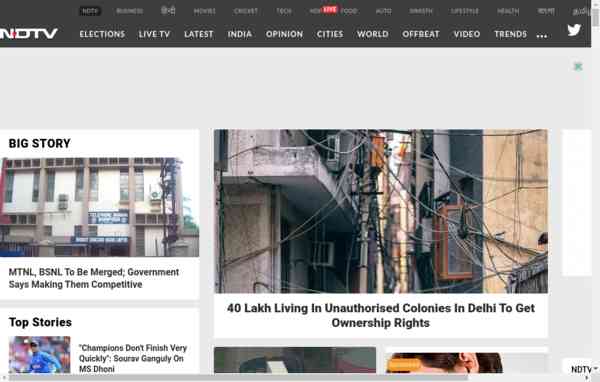 NDTV BUSINESS हिन्दी MOVIES CRICKET TECH HOP LIVE FOOD AUTO SWASTH LIFESTYLE HEALTH বাংলা
NDTV ELECTIONS LIVE TV LATEST INDIA OPINION CITIES WORLD OFFBEAT VIDEO TRENDS ...
BIG STORY
MTNL, BSNL To Be Merged; Government
Says Making Them Competitive
40 Lakh Living In Unauthorised Colonies In Delhi To Get
Ownership Rights
Top Stories
"Champions Don't Finish Very
Quickly": Sourav Ganguly On
MS Dhoni
NDTV